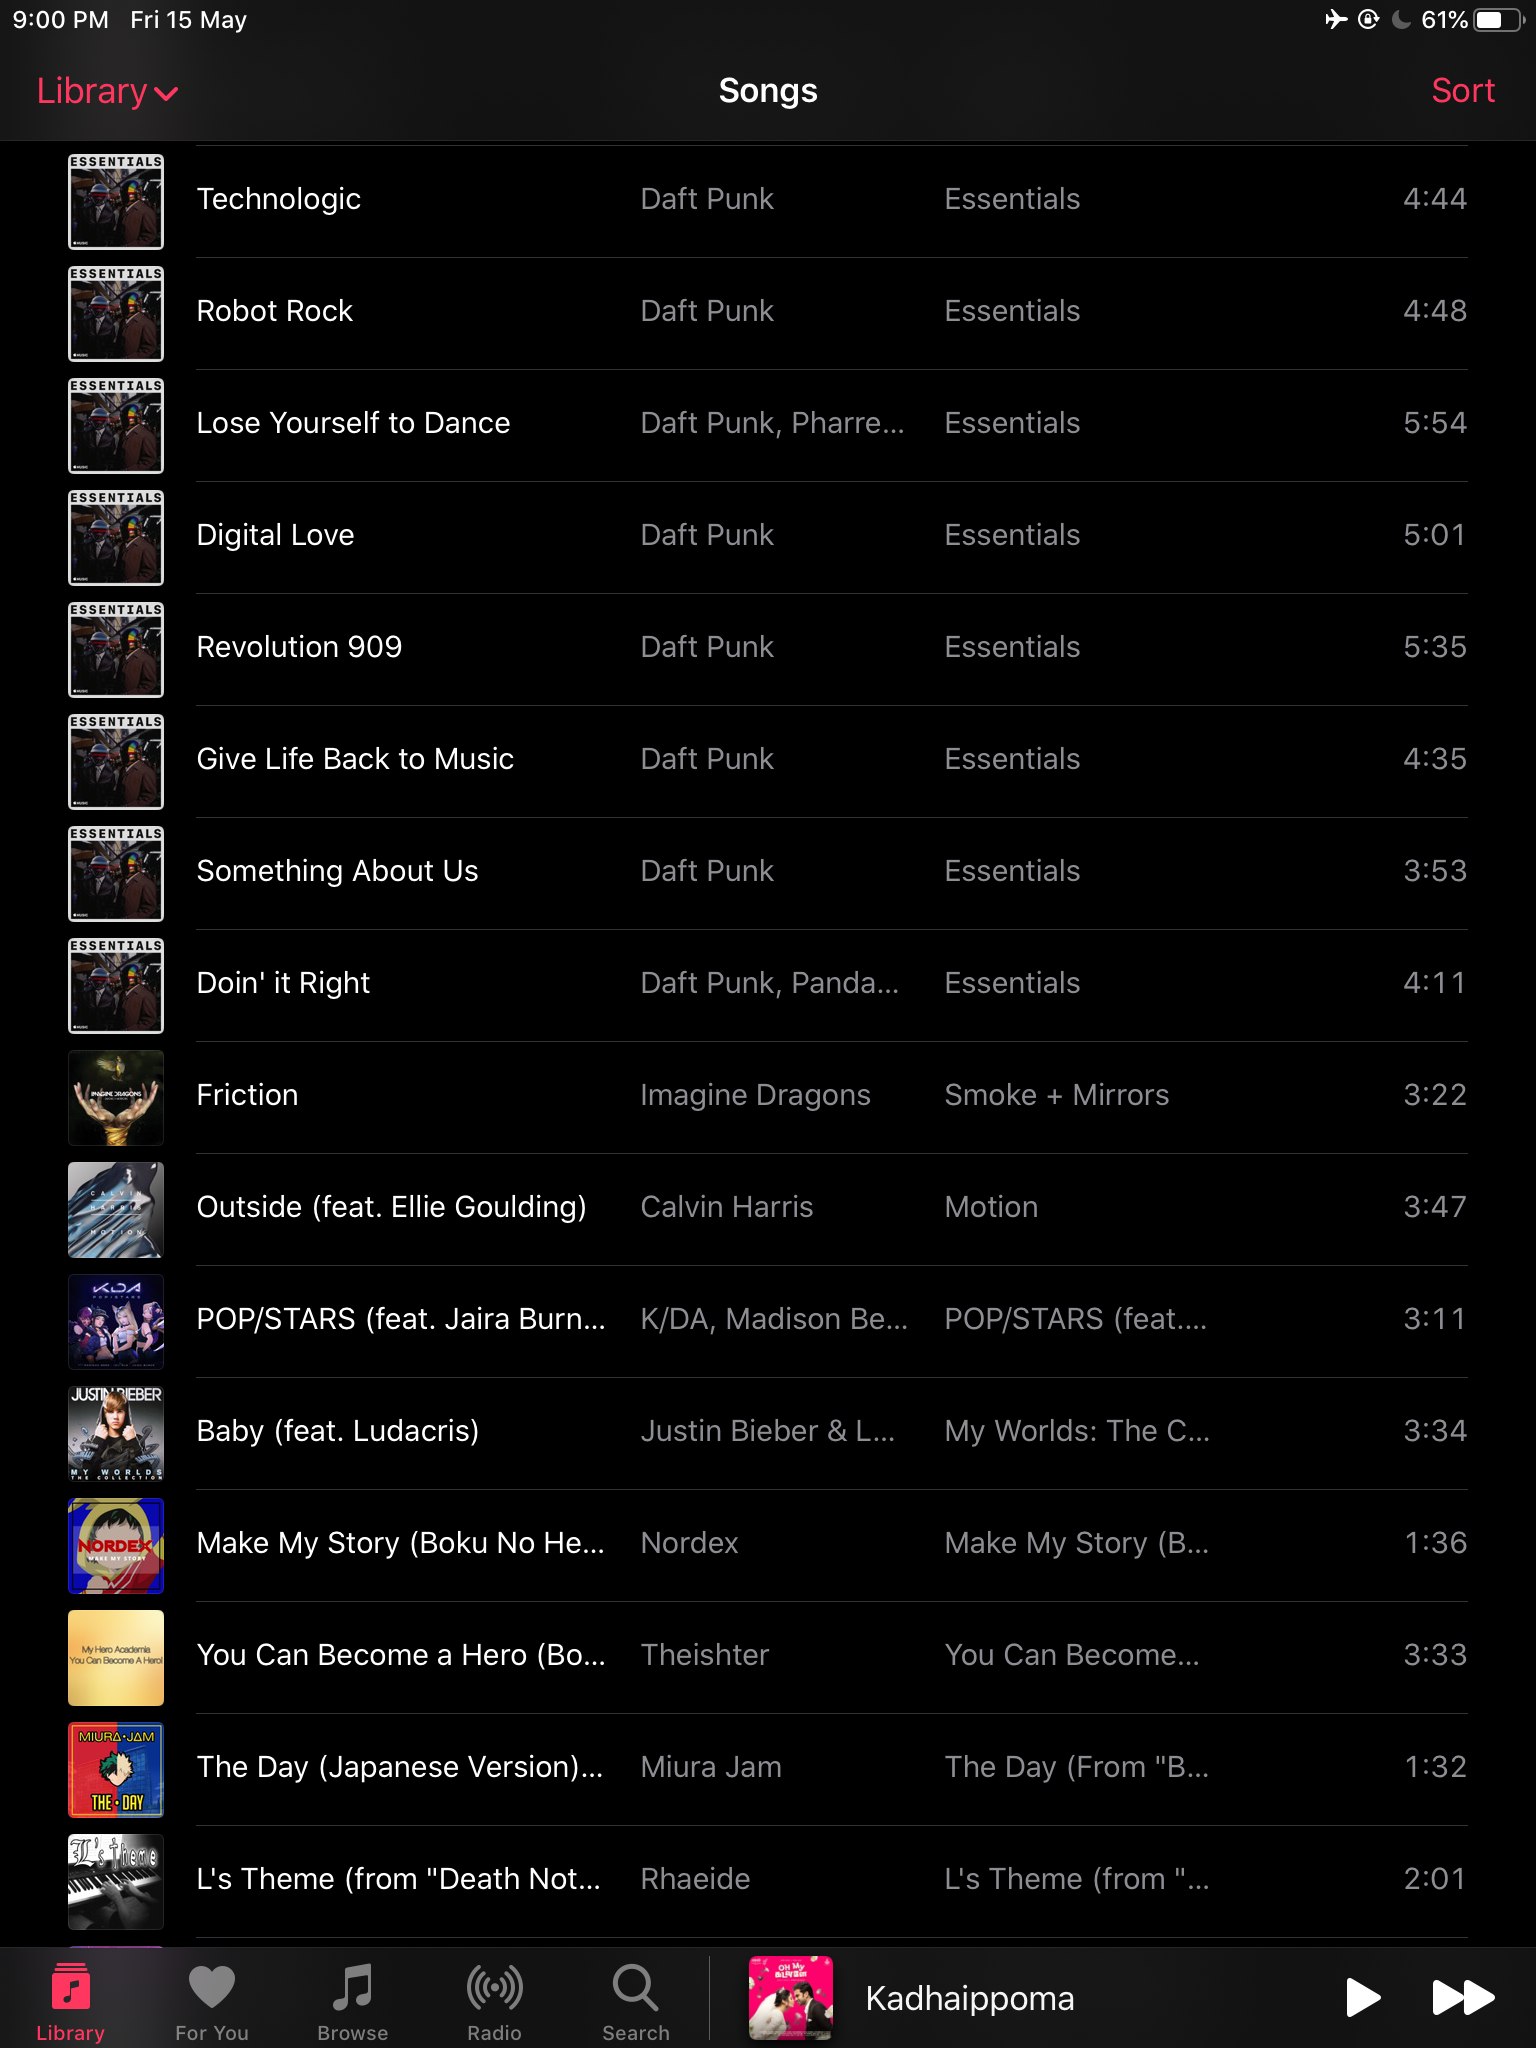 9:00 PM Fri 15 May 61%
Library Songs Sort
ESSENTIALS
Technologic Daft Punk Essentials 4:44
ESSENTIALS
Robot Rock Daft Punk Essentials 4:48
ESSENTIALS
Lose Yourself to Dance Daft Punk, Pharre... Essentials 5:54
ESSENTIALS
Digital Love Daft Punk Essentials 5:01
ESSENTIALS
Revolution 909 Daft Punk Essentials 5:35
ESSENTIALS
Give Life Back to Music Daft Punk Essentials 4:35
ESSENTIALS
Something About Us Daft Punk Essentials 3:53
ESSENTIALS
Doin' it Right Daft Punk, Panda... Essentials 4:11
IMAGINE DRAGONS
Friction Imagine Dragons Smoke + Mirrors 3:22
CALVIN
HARRIS
MOTION
Outside (feat. Ellie Goulding) Calvin Harris Motion 3:47
K/DA
POP/STARS
POP/STARS (feat. Jaira Burn... K/DA, Madison Be... POP/STARS (feat.... 3:11
JUSTIN BIEBER
MY WORLDS
THE COLLECTION
Baby (feat. Ludacris) Justin Bieber & L... My Worlds: The C... 3:34
NORDEX
MAKE MY STORY
Make My Story (Boku No He... Nordex Make My Story (B... 1:36
My Hero Academia
You Can Become A Hero!
You Can Become a Hero (Bo... Theishter You Can Become... 3:33
MIURA JAM
THE • DAY
The Day (Japanese Version)... Miura Jam The Day (From "B... 1:32
L's Theme
L's Theme (from "Death Not... Rhaeide L's Theme (from "... 2:01
OH MY
Kadhaippoma
Library For You Browse Radio Search